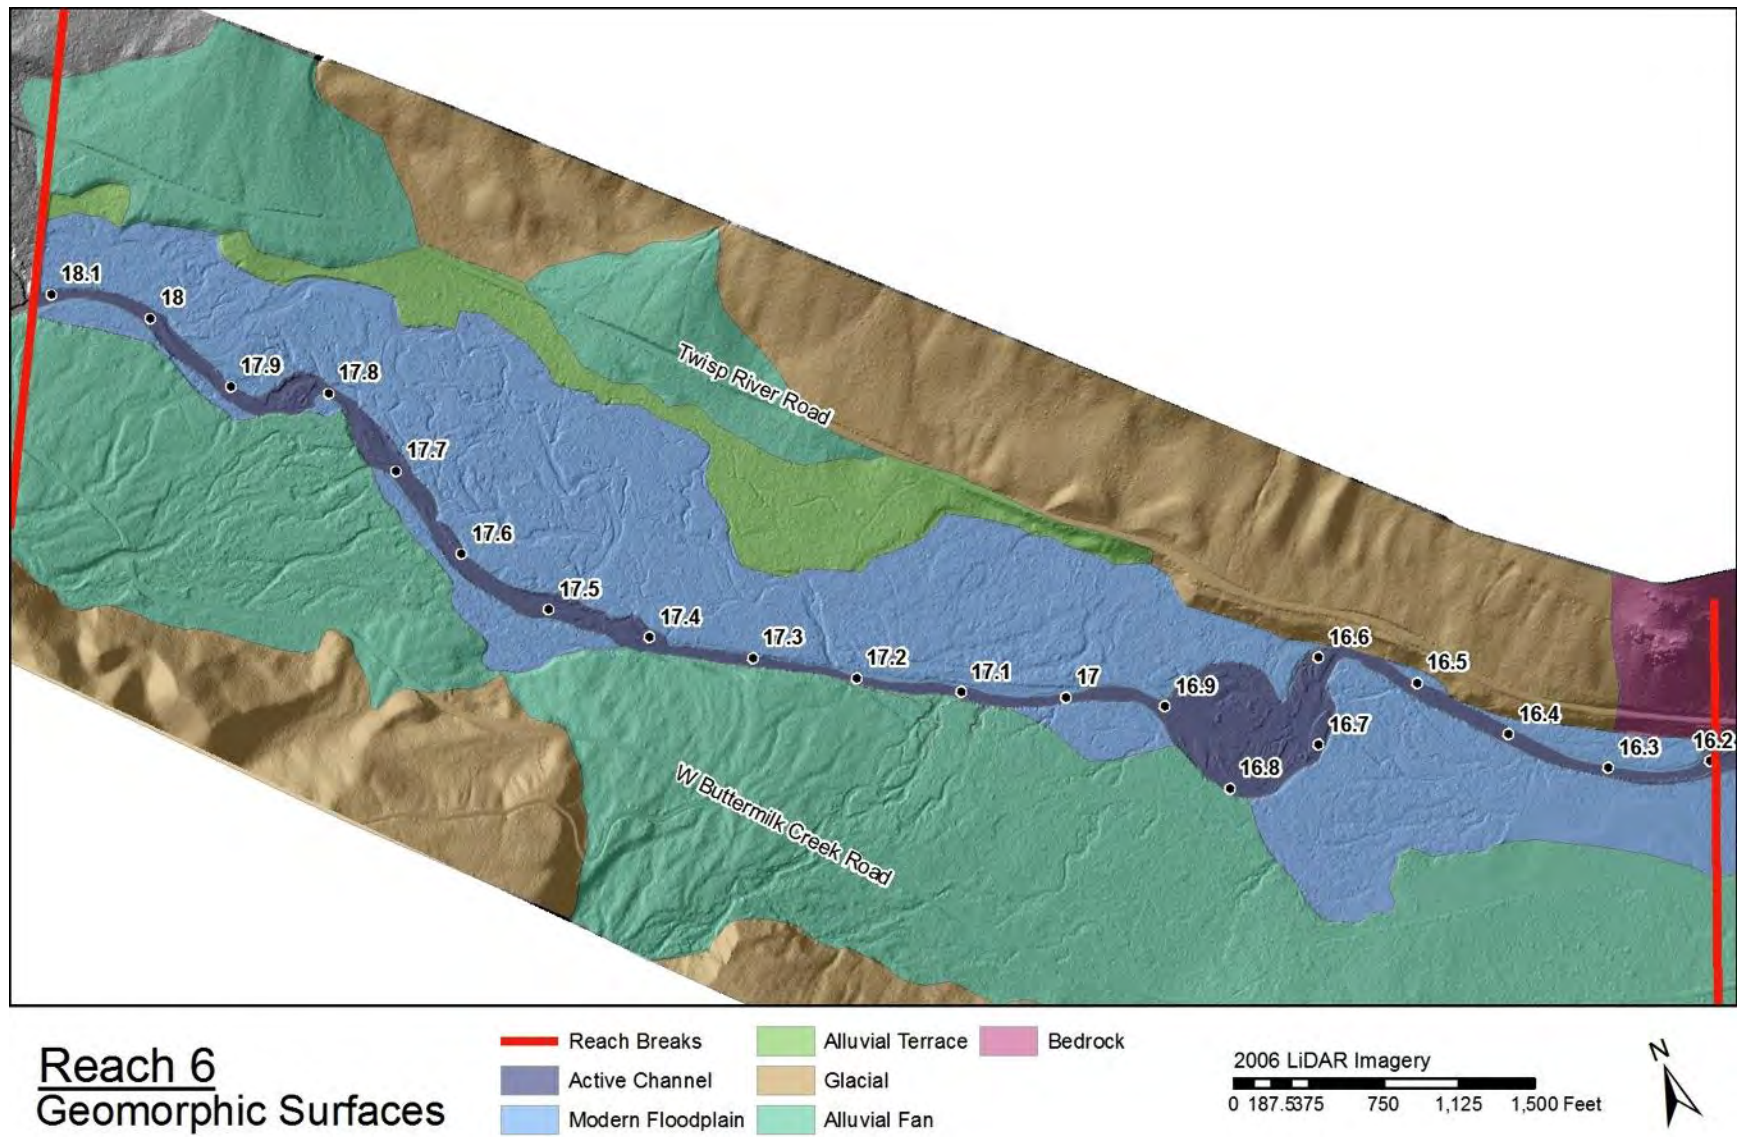 18.1
18
17.9
17.8
Twisp River Road
17.7
17.6
17.5
17.4
17.3
17.2
17.1
17
16.9
16.8
16.7
16.6
16.5
16.4
16.3
16.2
W Buttermilk Creek Road
Reach 6
Geomorphic Surfaces
Reach Breaks
Active Channel
Modern Floodplain
Alluvial Terrace
Glacial
Alluvial Fan
Bedrock
2006 LiDAR Imagery
0 187.5375 750 1,125 1,500 Feet
N